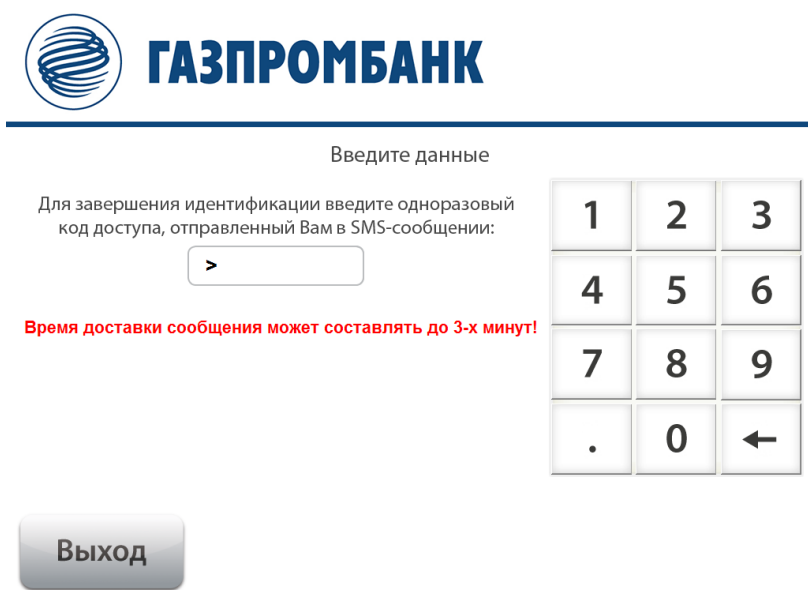 ГАЗПРОМБАНК
Введите данные
Для завершения идентификации введите одноразовый
код доступа, отправленный Вам в SMS-сообщении:
>
Время доставки сообщения может составлять до 3-х минут!
1 2 3
4 5 6
7 8 9
. 0 ←
Выход